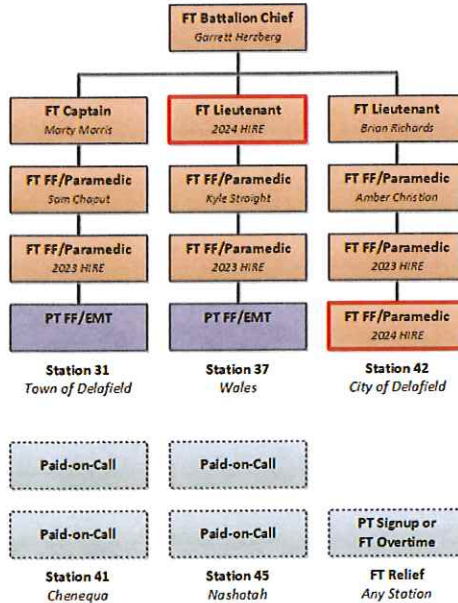 FT Battalion Chief
Garrett Herzberg
FT Captain
Marty Morris
FT Lieutenant
2024 HIRE
FT Lieutenant
Brian Richards
FT FF/Paramedic
Sam Chaput
FT FF/Paramedic
Kyle Straight
FT FF/Paramedic
Amber Christian
FT FF/Paramedic
2023 HIRE
FT FF/Paramedic
2023 HIRE
FT FF/Paramedic
2023 HIRE
PT FF/EMT
PT FF/EMT
FT FF/Paramedic
2024 HIRE
Station 31
Town of Delafield
Station 37
Wales
Station 42
City of Delafield
Paid-on-Call
Paid-on-Call
Paid-on-Call
Paid-on-Call
PT Signup or
FT Overtime
Station 41
Chenequa
Station 45
Nashotah
FT Relief
Any Station